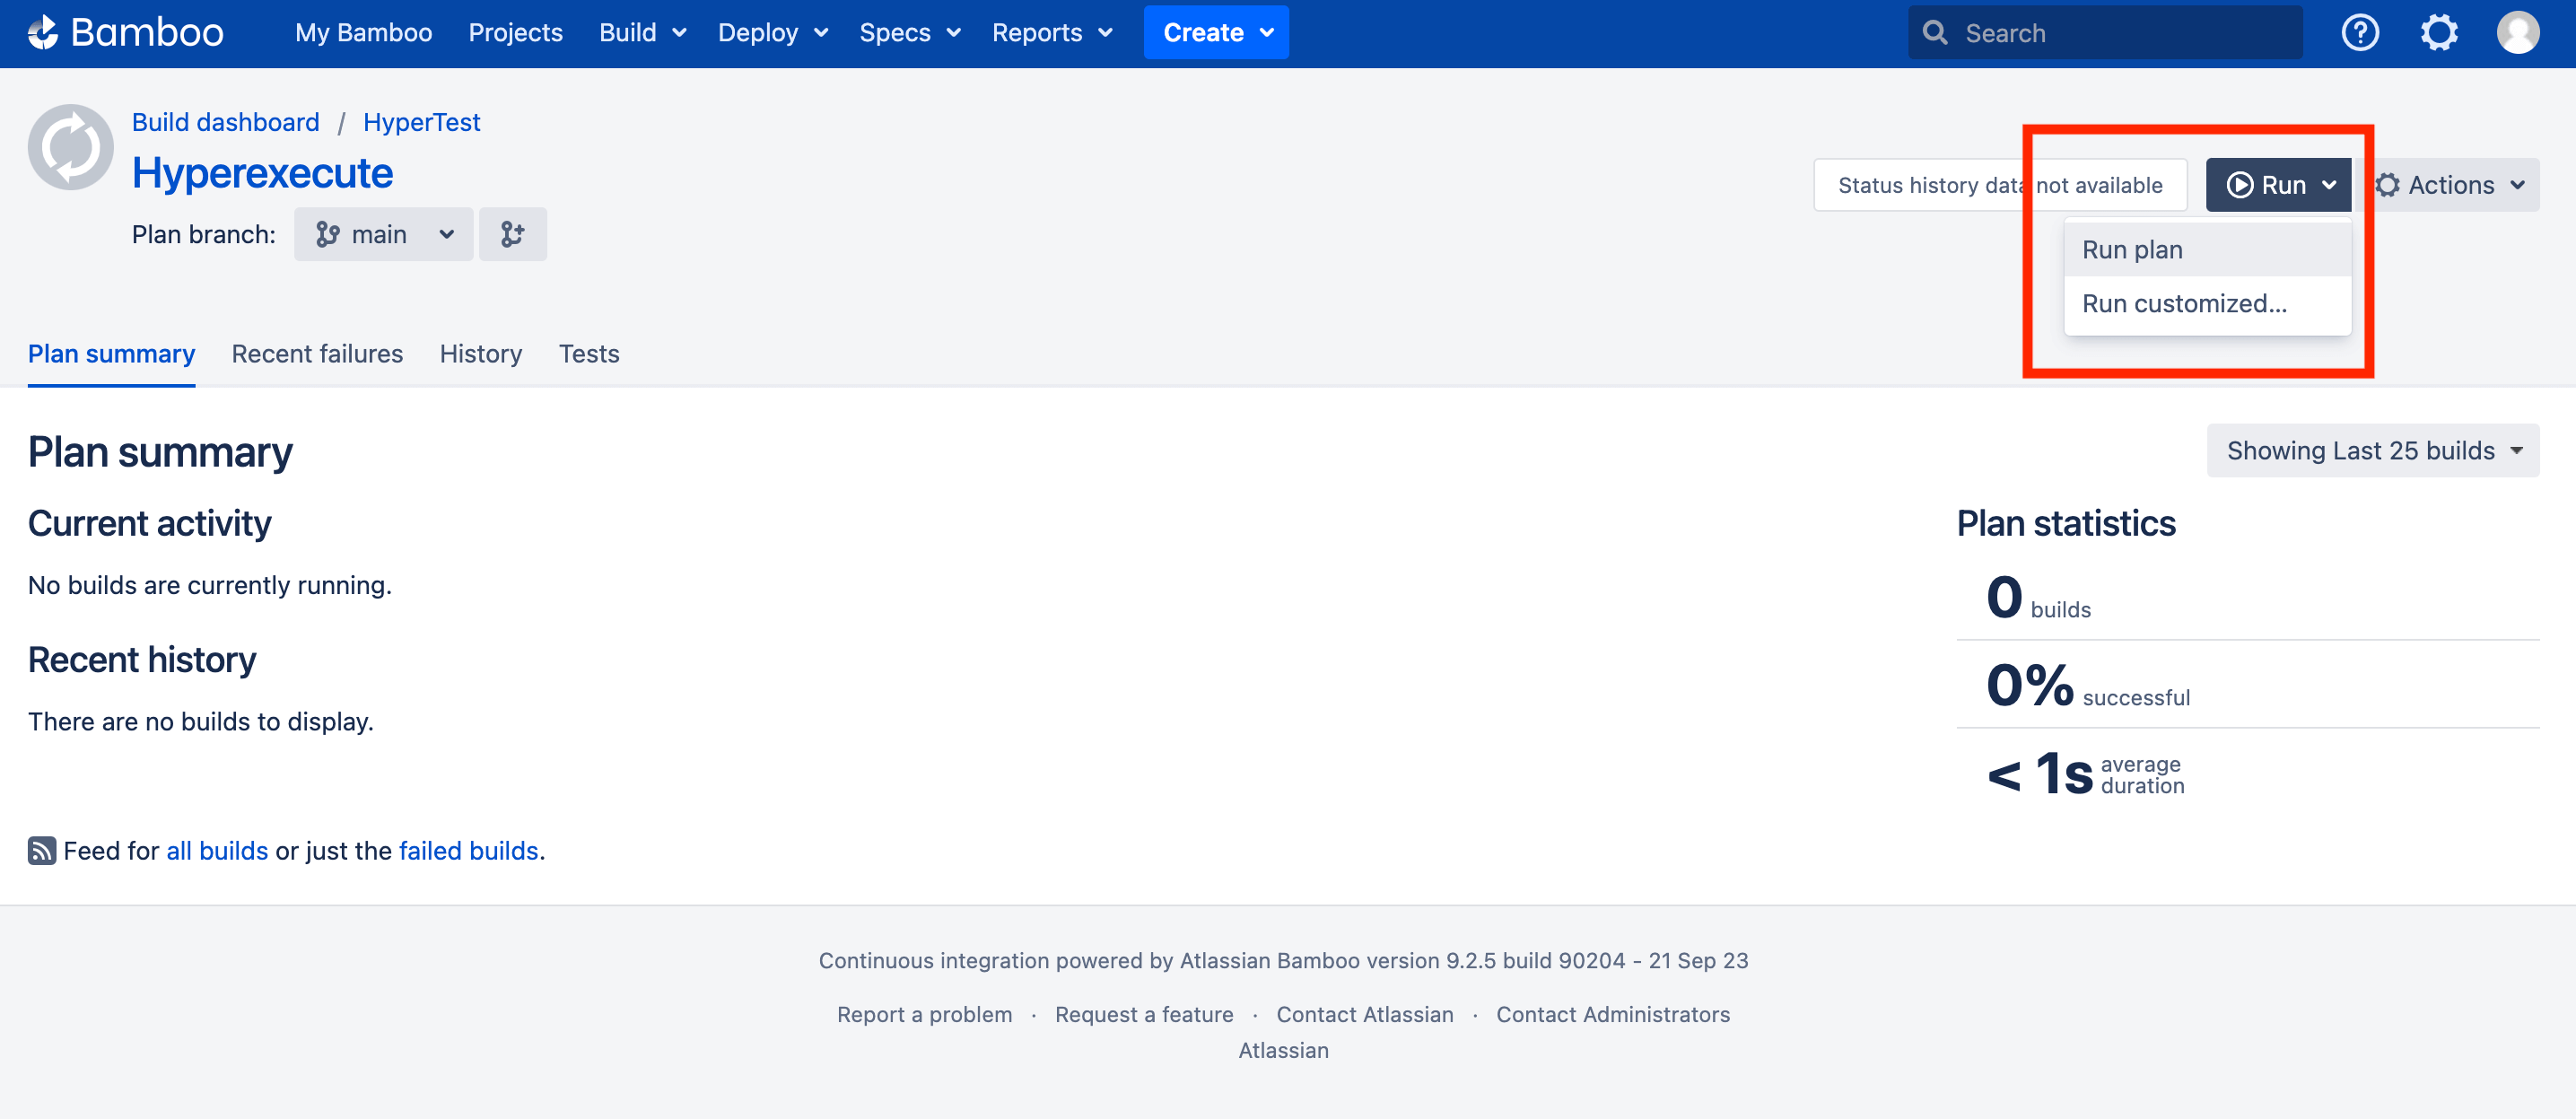 Bamboo My Bamboo Projects Build Deploy Specs Reports Create Search
Build dashboard / HyperTest
Hyperexecute
Status history data not available Run Actions
Plan branch: main
Run plan
Run customized...
Plan summary Recent failures History Tests
Plan summary
Showing Last 25 builds
Current activity
No builds are currently running.
Recent history
There are no builds to display.
Plan statistics
0 builds
0% successful
< 1s average
duration
Feed for all builds or just the failed builds.
Continuous integration powered by Atlassian Bamboo version 9.2.5 build 90204 - 21 Sep 23
Report a problem · Request a feature · Contact Atlassian · Contact Administrators
Atlassian